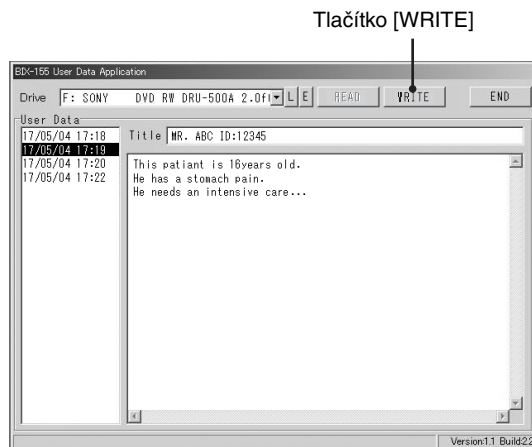 Tlačítko [WRITE]
BDX-155 User Data Application
Drive F: SONY DVD RW DRU-500A 2.0f L E READ WRITE END
User Data
17/05/04 17:18
17/05/04 17:19
17/05/04 17:20
17/05/04 17:22
Title MR. ABC ID:12345
This patiant is 16years old.
He has a stomach pain.
He needs an intensive care...
Version:1.1 Build:22